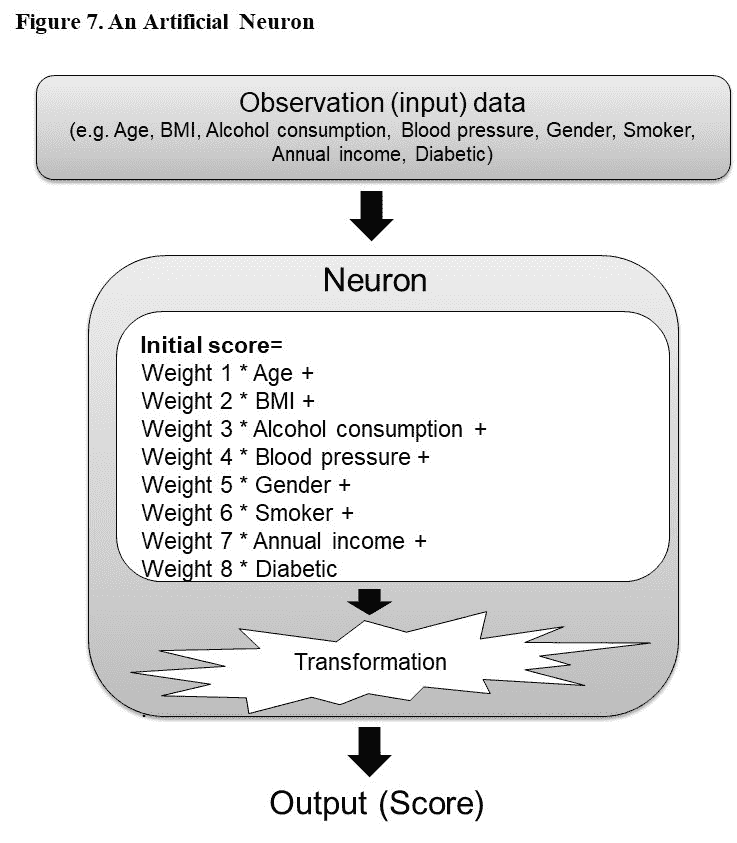 Figure 7. An Artificial Neuron
Observation (input) data
(e.g. Age, BMI, Alcohol consumption, Blood pressure, Gender, Smoker,
Annual income, Diabetic)
Neuron
Initial score=
Weight 1 * Age +
Weight 2 * BMI +
Weight 3 * Alcohol consumption +
Weight 4 * Blood pressure +
Weight 5 * Gender +
Weight 6 * Smoker +
Weight 7 * Annual income +
Weight 8 * Diabetic
Transformation
Output (Score)